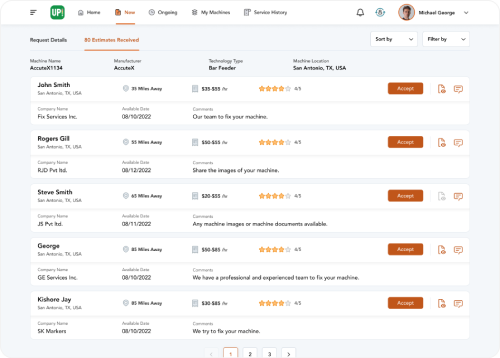 UPi Home New Ongoing My Machines Service History Michael George
Request Details 80 Estimates Received Sort by Filter by
Machine Name Manufacturer Technology Type Machine Location
AccuteX1134 AccuteX Bar Feeder San Antonio, TX, USA
John Smith 35 Miles Away $35-$55 /hr 4/5 Accept
San Antonio, TX, USA
Company Name Available Date Comments
Fix Services Inc. 08/10/2022 Our team to fix your machine.
Rogers Gill 55 Miles Away $50-$55 /hr 4/5 Accept
San Antonio, TX, USA
Company Name Available Date Comments
RJD Pvt ltd. 08/12/2022 Share the images of your machine.
Steve Smith 65 Miles Away $20-$55 /hr 4/5 Accept
San Antonio, TX, USA
Company Name Available Date Comments
JS Pvt ltd. 08/11/2022 Any machine images or machine documents available.
George 85 Miles Away $50-$85 /hr 4/5 Accept
San Antonio, TX, USA
Company Name Available Date Comments
GE Services Inc. 08/10/2022 We have a professional and experienced team to fix your machine.
Kishore Jay 85 Miles Away $30-$85 /hr 4/5 Accept
San Antonio, TX, USA
Company Name Available Date Comments
SK Markers 08/10/2022 We try to fix your machine.
1 2 3